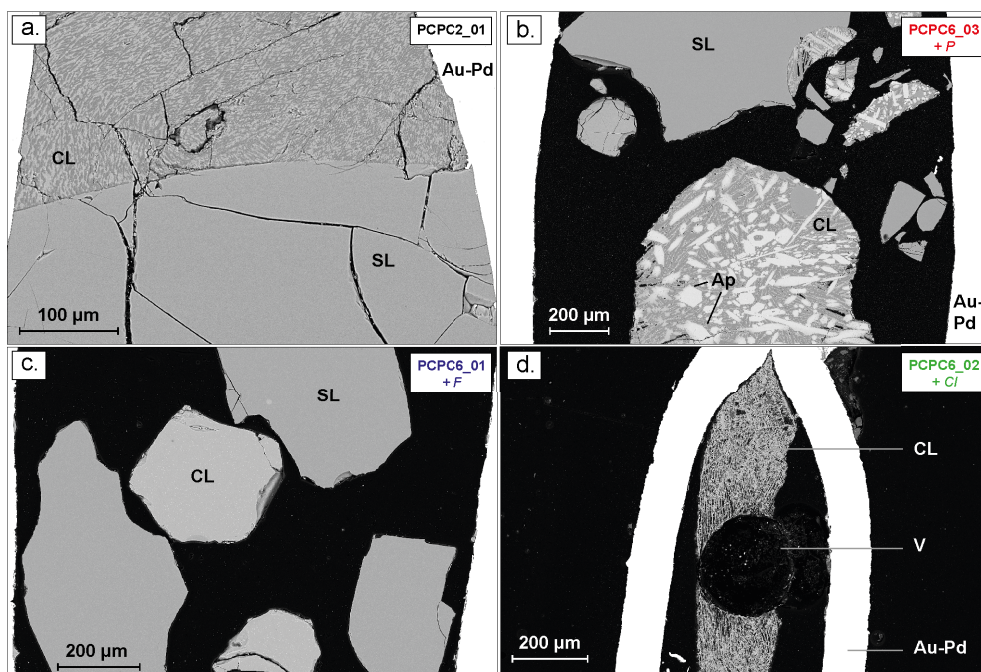 a.
PCPC2_01
Au-Pd
CL
SL
100 µm
b.
PCPC6_03
+ P
SL
CL
Ap
200 µm
Au-
Pd
c.
PCPC6_01
+ F
SL
CL
200 µm
d.
PCPC6_02
+ Cl
CL
V
Au-Pd
200 µm